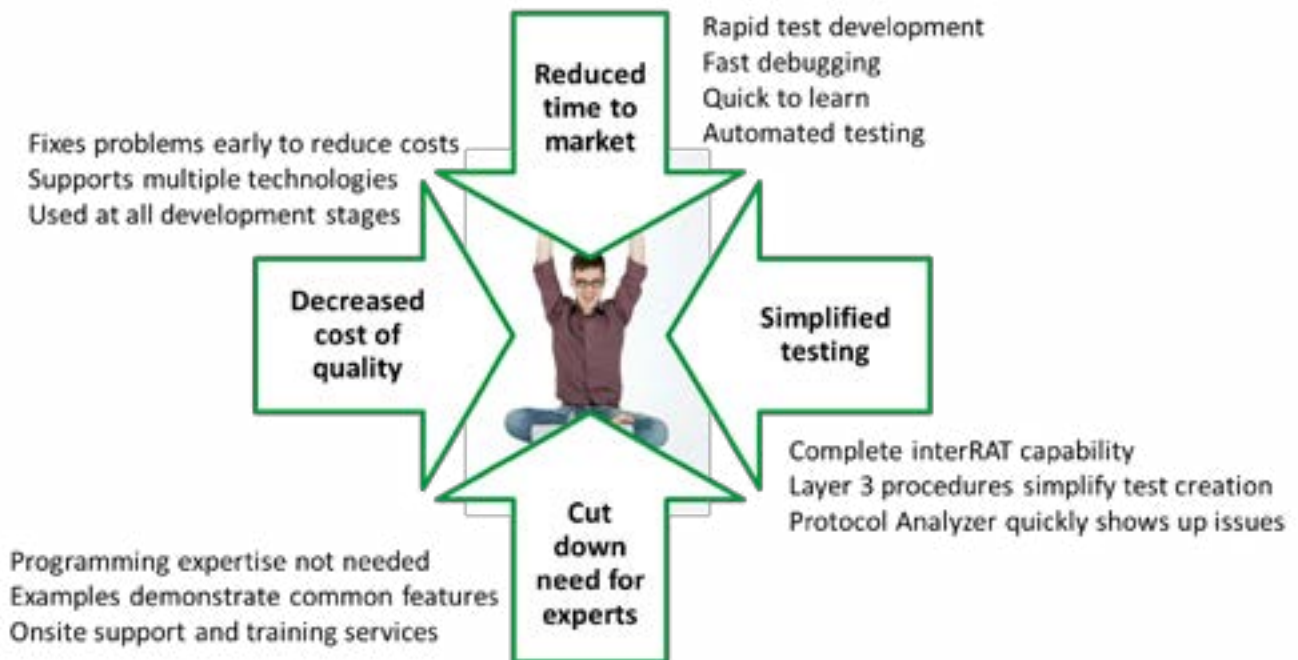 Reduced
time to
market
Rapid test development
Fast debugging
Quick to learn
Automated testing
Fixes problems early to reduce costs
Supports multiple technologies
Used at all development stages
Decreased
cost of
quality
Simplified
testing
Complete interRAT capability
Layer 3 procedures simplify test creation
Protocol Analyzer quickly shows up issues
Cut
down
need for
experts
Programming expertise not needed
Examples demonstrate common features
Onsite support and training services